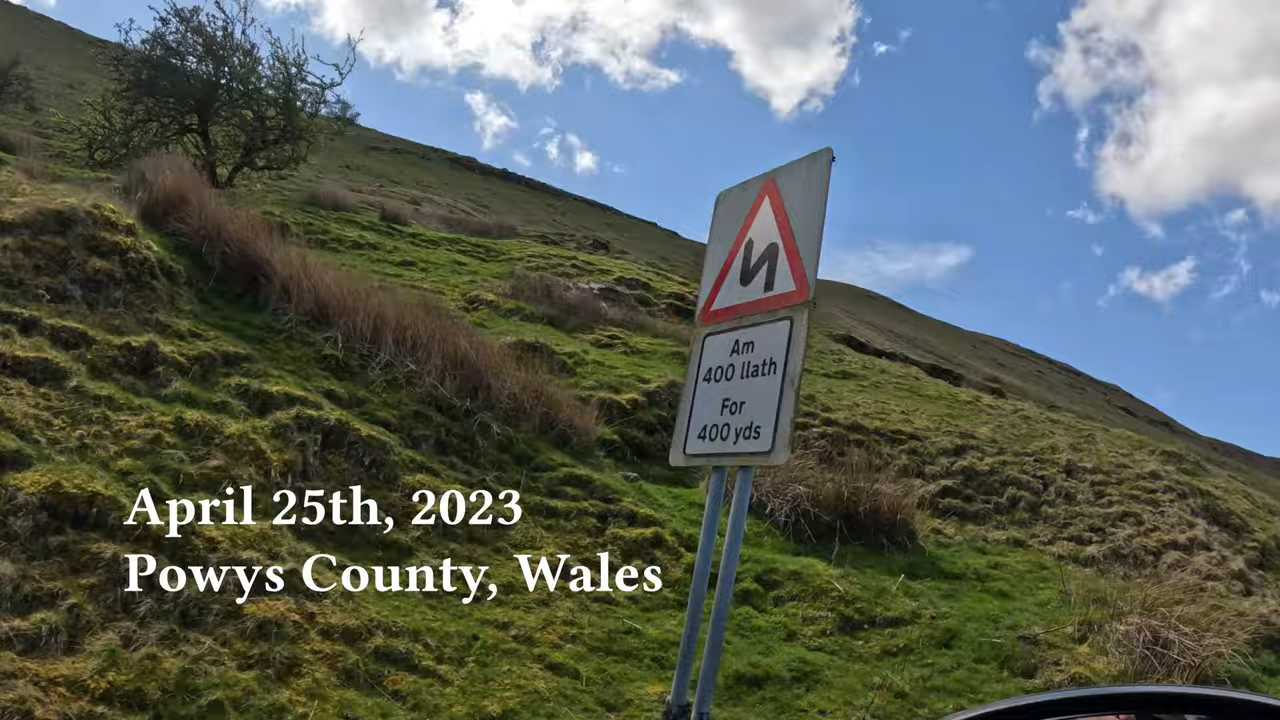 Am
400 llath
For
400 yds
April 25th, 2023
Powys County, Wales